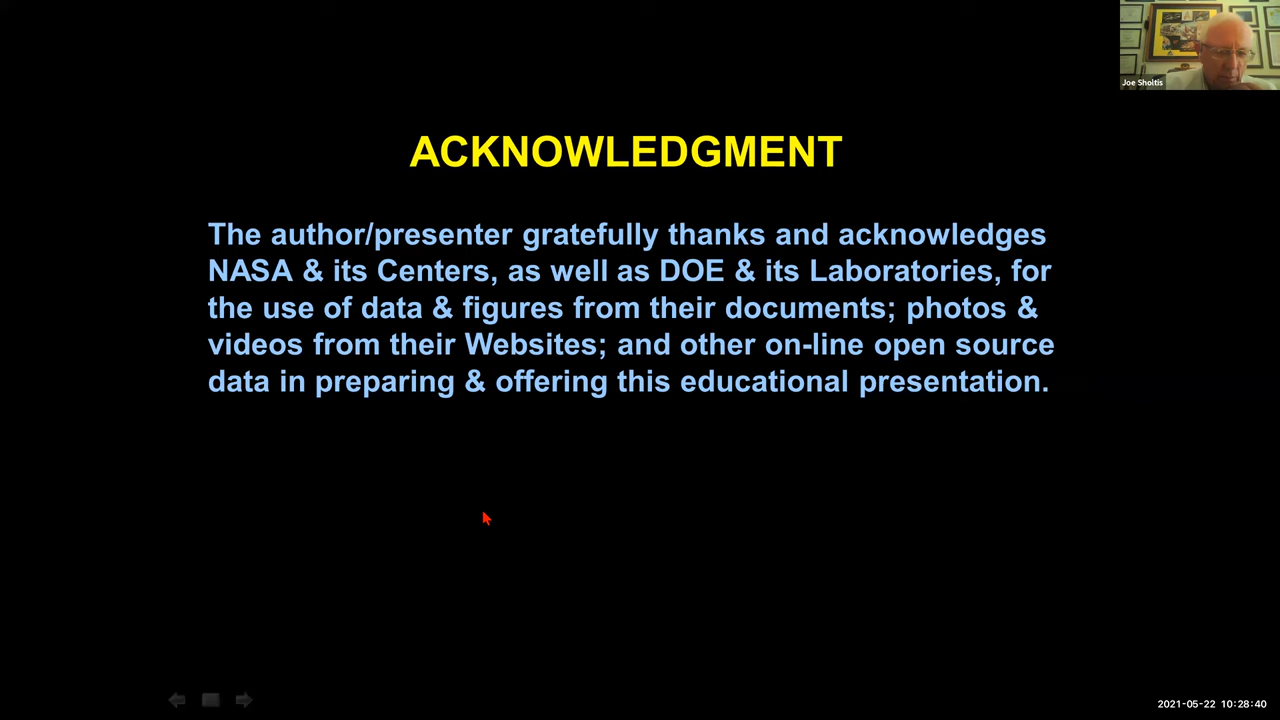 Joe Sholtis
ACKNOWLEDGMENT
The author/presenter gratefully thanks and acknowledges
NASA & its Centers, as well as DOE & its Laboratories, for
the use of data & figures from their documents; photos &
videos from their Websites; and other on-line open source
data in preparing & offering this educational presentation.
2021-05-22 10:28:40